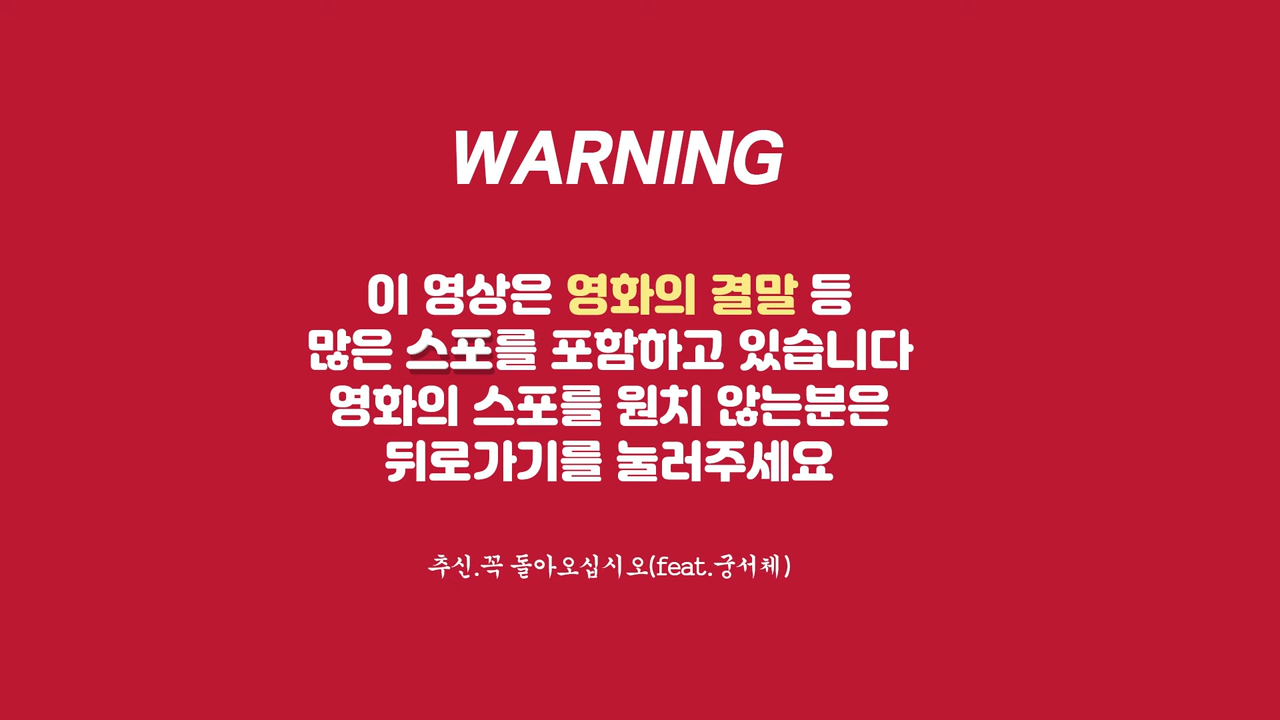 WARNING
이 영상은 영화의 결말 등
많은 스포를 포함하고 있습니다
영화의 스포를 원치 않는분은
뒤로가기를 눌러주세요
추신.꼭 돌아오십시오(feat.궁서체)